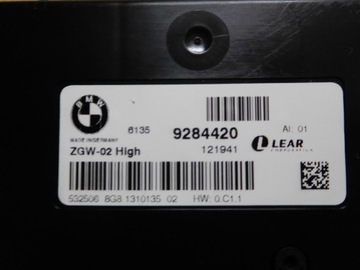 BMW
6135 9284420 AI: 01
MADE IN GERMANY
ZGW-02 High 121941 LEAR
CORPORATION
532506 8G8 1310135 02 HW: 0.C1.1